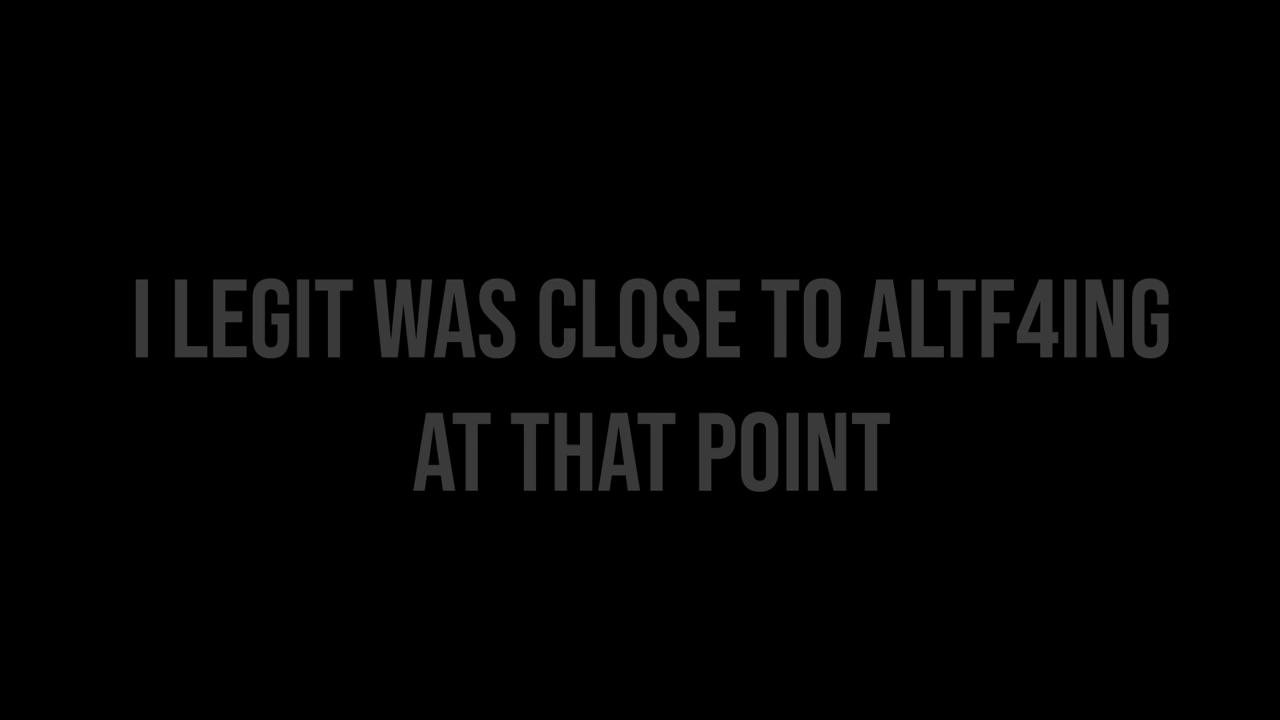 I LEGIT WAS CLOSE TO ALTF4ING
AT THAT POINT